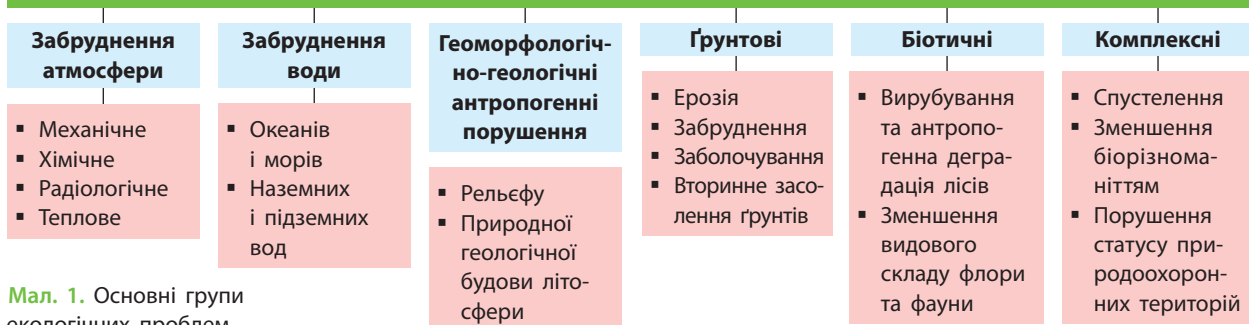 Забруднення
атмосфери
▪ Механічне
▪ Хімічне
▪ Радіологічне
▪ Теплове
Забруднення
води
▪ Океанів
і морів
▪ Наземних
і підземних
вод
Геоморфологіч-
но-геологічні
антропогенні
порушення
▪ Рельєфу
▪ Природної
геологічної
будови літо-
сфери
Ґрунтові
▪ Ерозія
▪ Забруднення
▪ Заболочування
▪ Вторинне засо-
лення ґрунтів
Біотичні
▪ Вирубування
та антропо-
генна дегра-
дація лісів
▪ Зменшення
видового
складу флори
та фауни
Комплексні
▪ Спустелення
▪ Зменшення
біорізнома-
ніттям
▪ Порушення
статусу при-
родоохорон-
них територій
Мал. 1. Основні групи
екологічних проблем